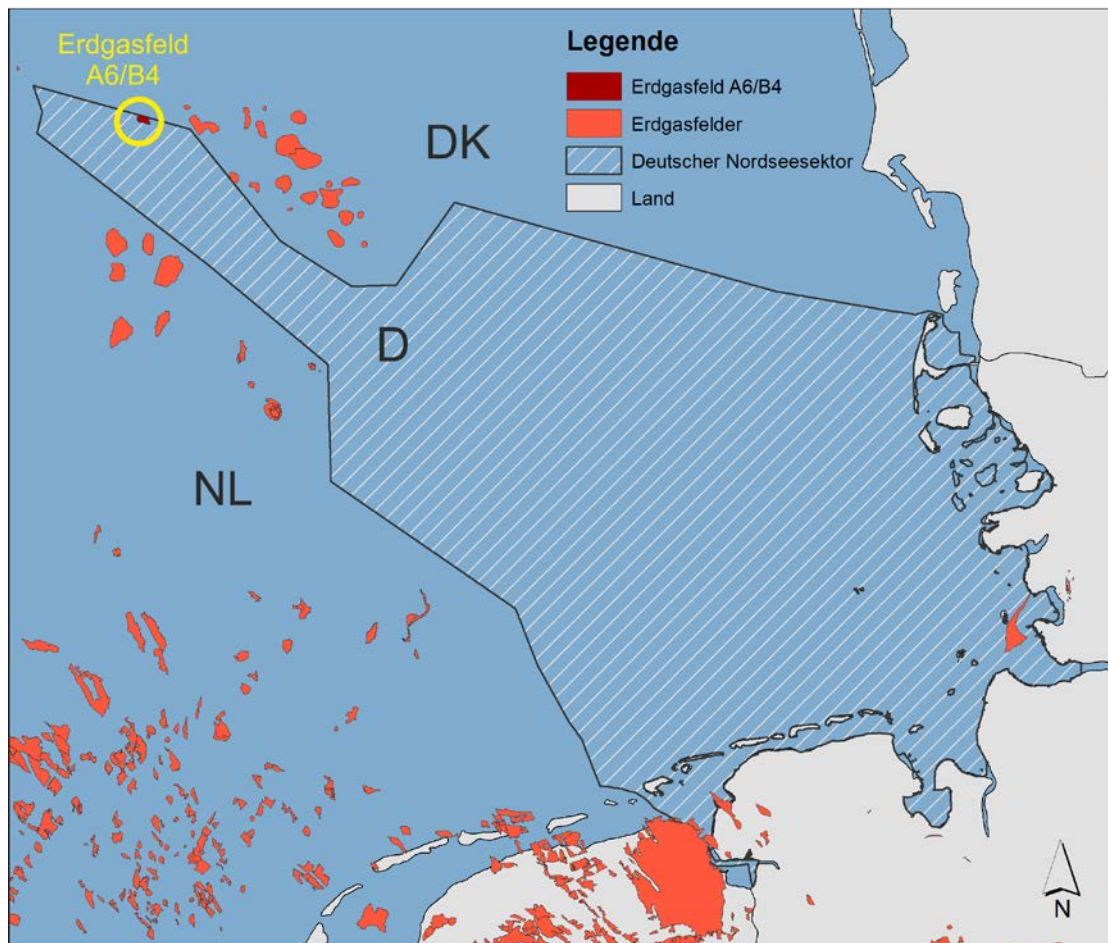 Erdgasfeld
A6/B4
Legende
Erdgasfeld A6/B4
Erdgasfelder
Deutscher Nordseesektor
Land
DK
D
NL
N